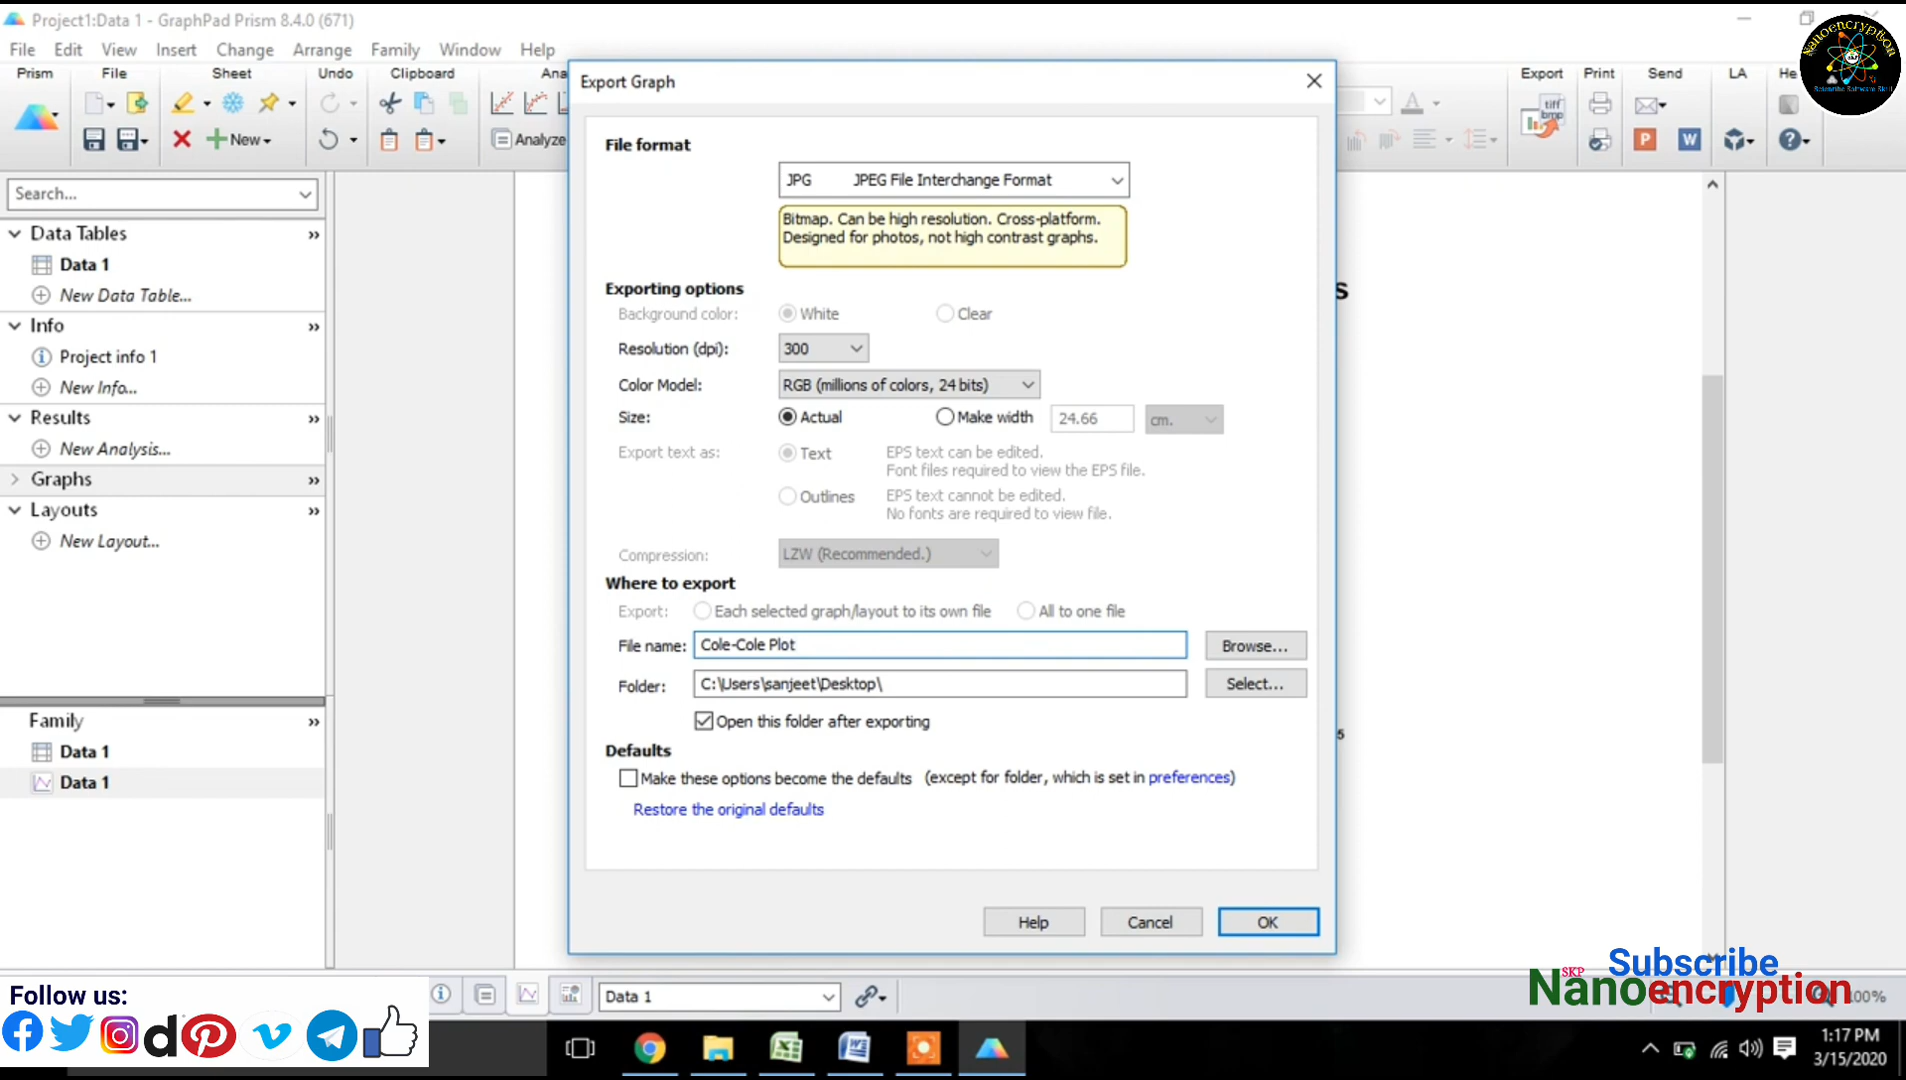 Project1:Data 1 - GraphPad Prism 8.4.0 (671)
File Edit View Insert Change Arrange Family Window Help
Prism File Sheet Undo Clipboard Export Print Send LA
New
Analyze
tiff
bmp
Nanoencryption
Search...
Data Tables
Data 1
New Data Table...
Info
Project info 1
New Info...
Results
New Analysis...
Graphs
Layouts
New Layout...
Family
Data 1
Data 1
Export Graph
File format
JPG JPEG File Interchange Format
Bitmap. Can be high resolution. Cross-platform.
Designed for photos, not high contrast graphs.
Exporting options
Background color: White Clear
Resolution (dpi): 300
Color Model: RGB (millions of colors, 24 bits)
Size: Actual Make width 24.66 cm.
Export text as: Text EPS text can be edited.
Font files required to view the EPS file.
Outlines EPS text cannot be edited.
No fonts are required to view file.
Compression: LZW (Recommended.)
Where to export
Export: Each selected graph/layout to its own file All to one file
File name: Cole-Cole Plot Browse...
Folder: C:\Users\sanjeet\Desktop\ Select...
Open this folder after exporting
Defaults
Make these options become the defaults (except for folder, which is set in preferences)
Restore the original defaults
Help Cancel OK
s
5
Data 1
100%
Follow us:
Subscribe
SKP
Nanoencryption
1:17 PM
3/15/2020